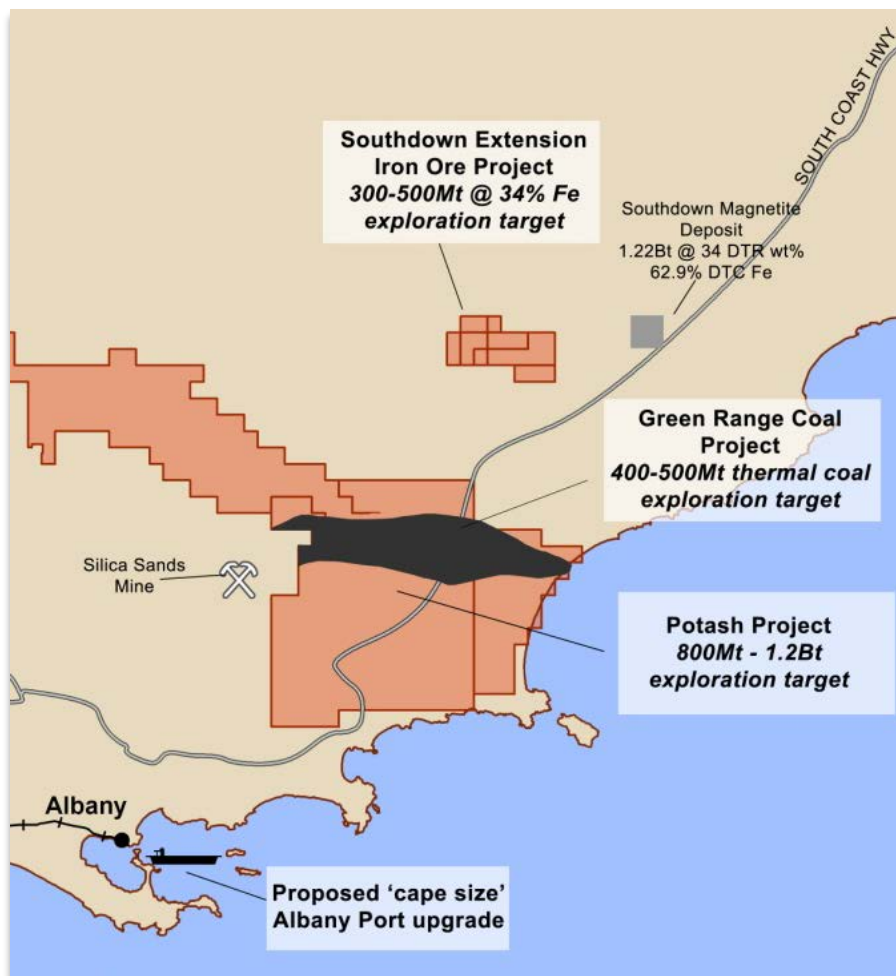 SOUTH COAST HWY
Southdown Extension
Iron Ore Project
300-500Mt @ 34% Fe
exploration target
Southdown Magnetite
Deposit
1.22Bt @ 34 DTR wt%
62.9% DTC Fe
Green Range Coal
Project
400-500Mt thermal coal
exploration target
Silica Sands
Mine
Potash Project
800Mt - 1.2Bt
exploration target
Albany
Proposed ‘cape size’
Albany Port upgrade